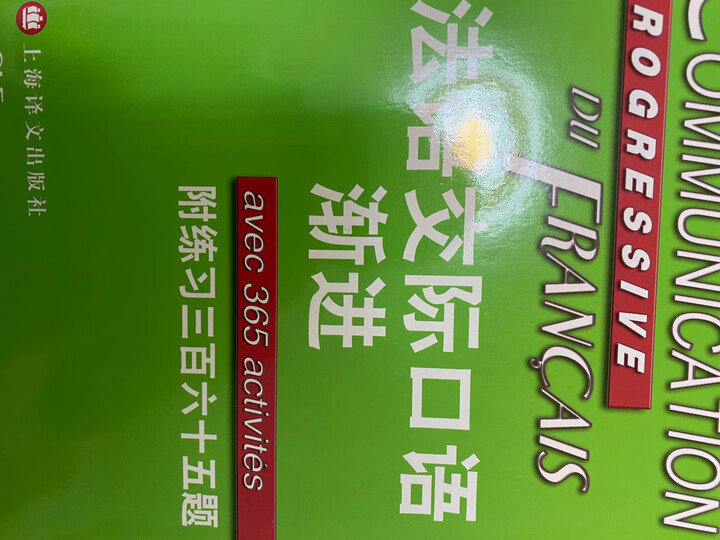 COMMUNICATION
ROGRESSIVE
DU FRANÇAIS
法语交际口语
渐进
avec 365 activités
附练习三百六十五题
上海译文出版社